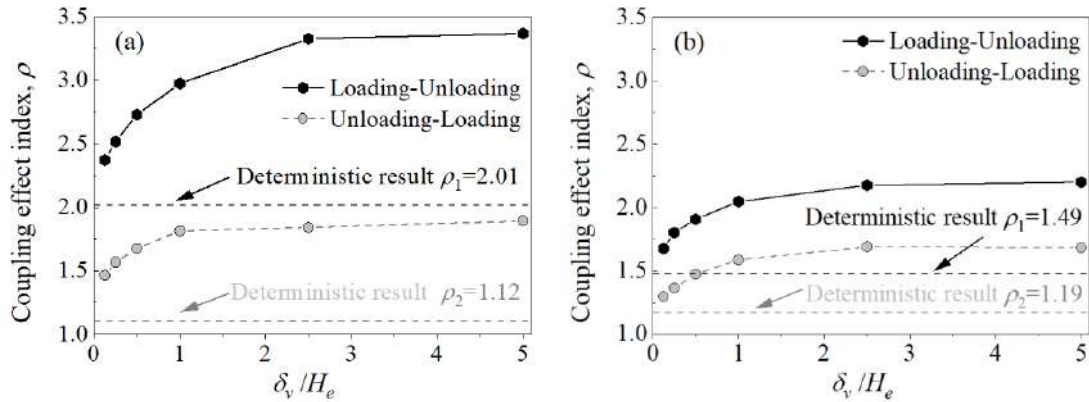 (a)
Coupling effect index, ρ
3.5
3.0
2.5
2.0
1.5
1.0
Loading-Unloading
Unloading-Loading
Deterministic result ρ₁=2.01
Deterministic result ρ₂=1.12
0 1 2 3 4 5
δᵥ/Hₑ
(b)
Coupling effect index, ρ
3.5
3.0
2.5
2.0
1.5
1.0
Loading-Unloading
Unloading-Loading
Deterministic result ρ₁=1.49
Deterministic result ρ₂=1.19
0 1 2 3 4 5
δᵥ/Hₑ